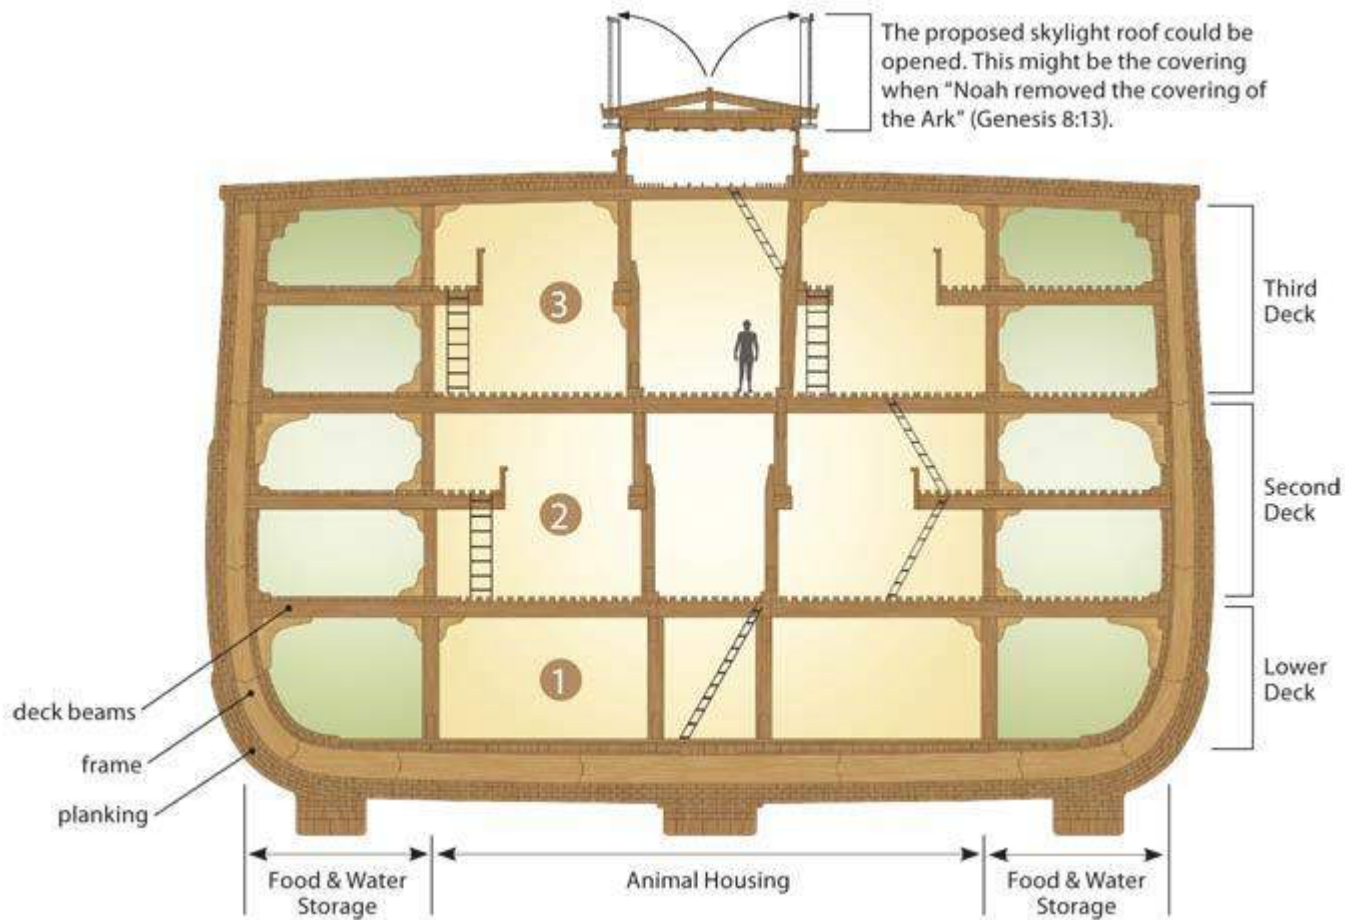 The proposed skylight roof could be
opened. This might be the covering
when “Noah removed the covering of
the Ark” (Genesis 8:13).
3
Third
Deck
2
Second
Deck
1
Lower
Deck
deck beams
frame
planking
Food & Water
Storage
Animal Housing
Food & Water
Storage